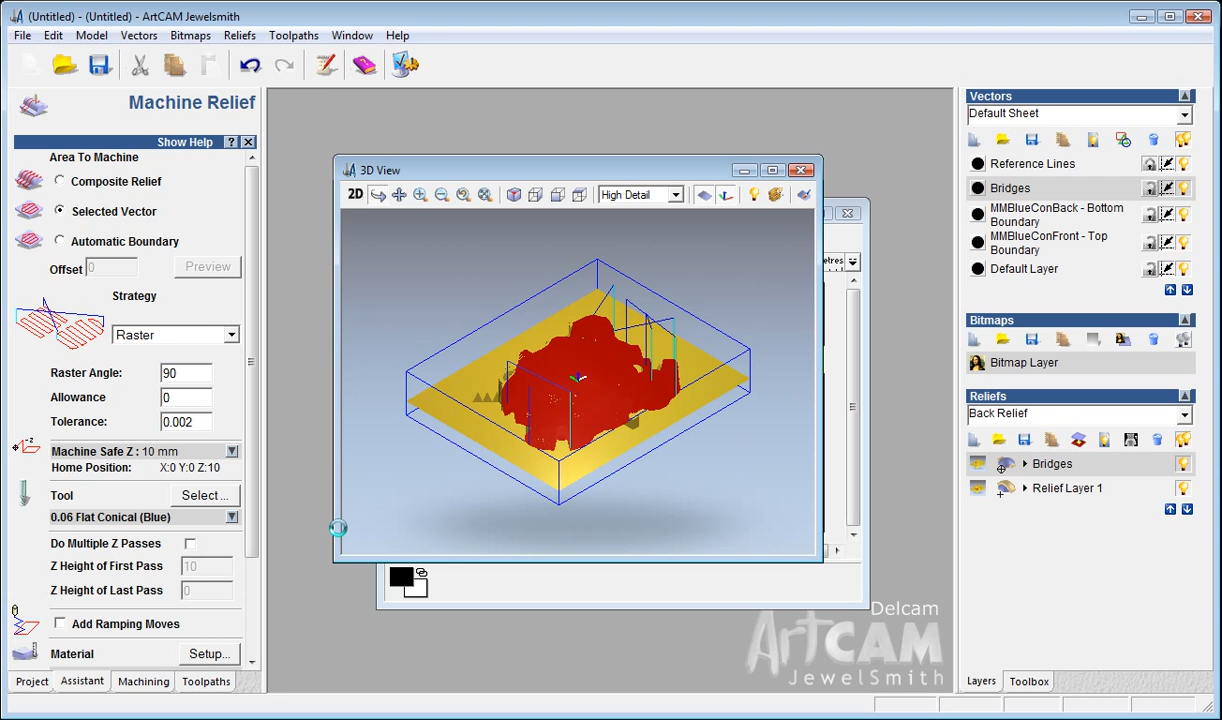 (Untitled) - (Untitled) - ArtCAM Jewelsmith
File Edit Model Vectors Bitmaps Reliefs Toolpaths Window Help
Machine Relief
Show Help ?
Area To Machine
Composite Relief
Selected Vector
Automatic Boundary
Offset 0 Preview
Strategy
Raster
Raster Angle: 90
Allowance 0
Tolerance: 0.002
Machine Safe Z : 10 mm
Home Position: X:0 Y:0 Z:10
Tool Select ...
0.06 Flat Conical (Blue)
Do Multiple Z Passes
Z Height of First Pass 10
Z Height of Last Pass 0
Add Ramping Moves
Material Setup...
Project Assistant Machining Toolpaths
3D View
2D High Detail
etres
Delcam
ArtCAM
JewelSmith
Vectors
Default Sheet
Reference Lines
Bridges
MMBlueConBack - Bottom
Boundary
MMBlueConFront - Top
Boundary
Default Layer
Bitmaps
Bitmap Layer
Reliefs
Back Relief
Bridges
Relief Layer 1
Layers Toolbox